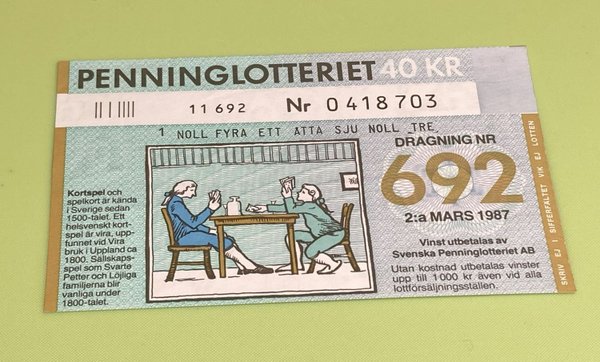 PENNINGLOTTERIET 40 KR
11 692 Nr 0418703
1 NOLL FYRA ETT ÅTTA SJU NOLL TRE
DRAGNING NR
692
2:a MARS 1987
Vinst utbetalas av
Svenska Penninglotteriet AB
Utan kostnad utbetalas vinster
upp till 1 000 kr även vid alla
lottförsäljningsställen.
Kortspel och
spelkort är kända
i Sverige sedan
1500-talet. Ett
helsvenskt kort-
spel är vira, upp-
funnet vid Vira
bruk i Uppland ca
1800. Sällskaps-
spel som Svarte
Petter och Löjliga
familjerna blir
vanliga under
1800-talet.
SKRIV EJ I SIFFERFÄLTET VIK EJ LOTTEN